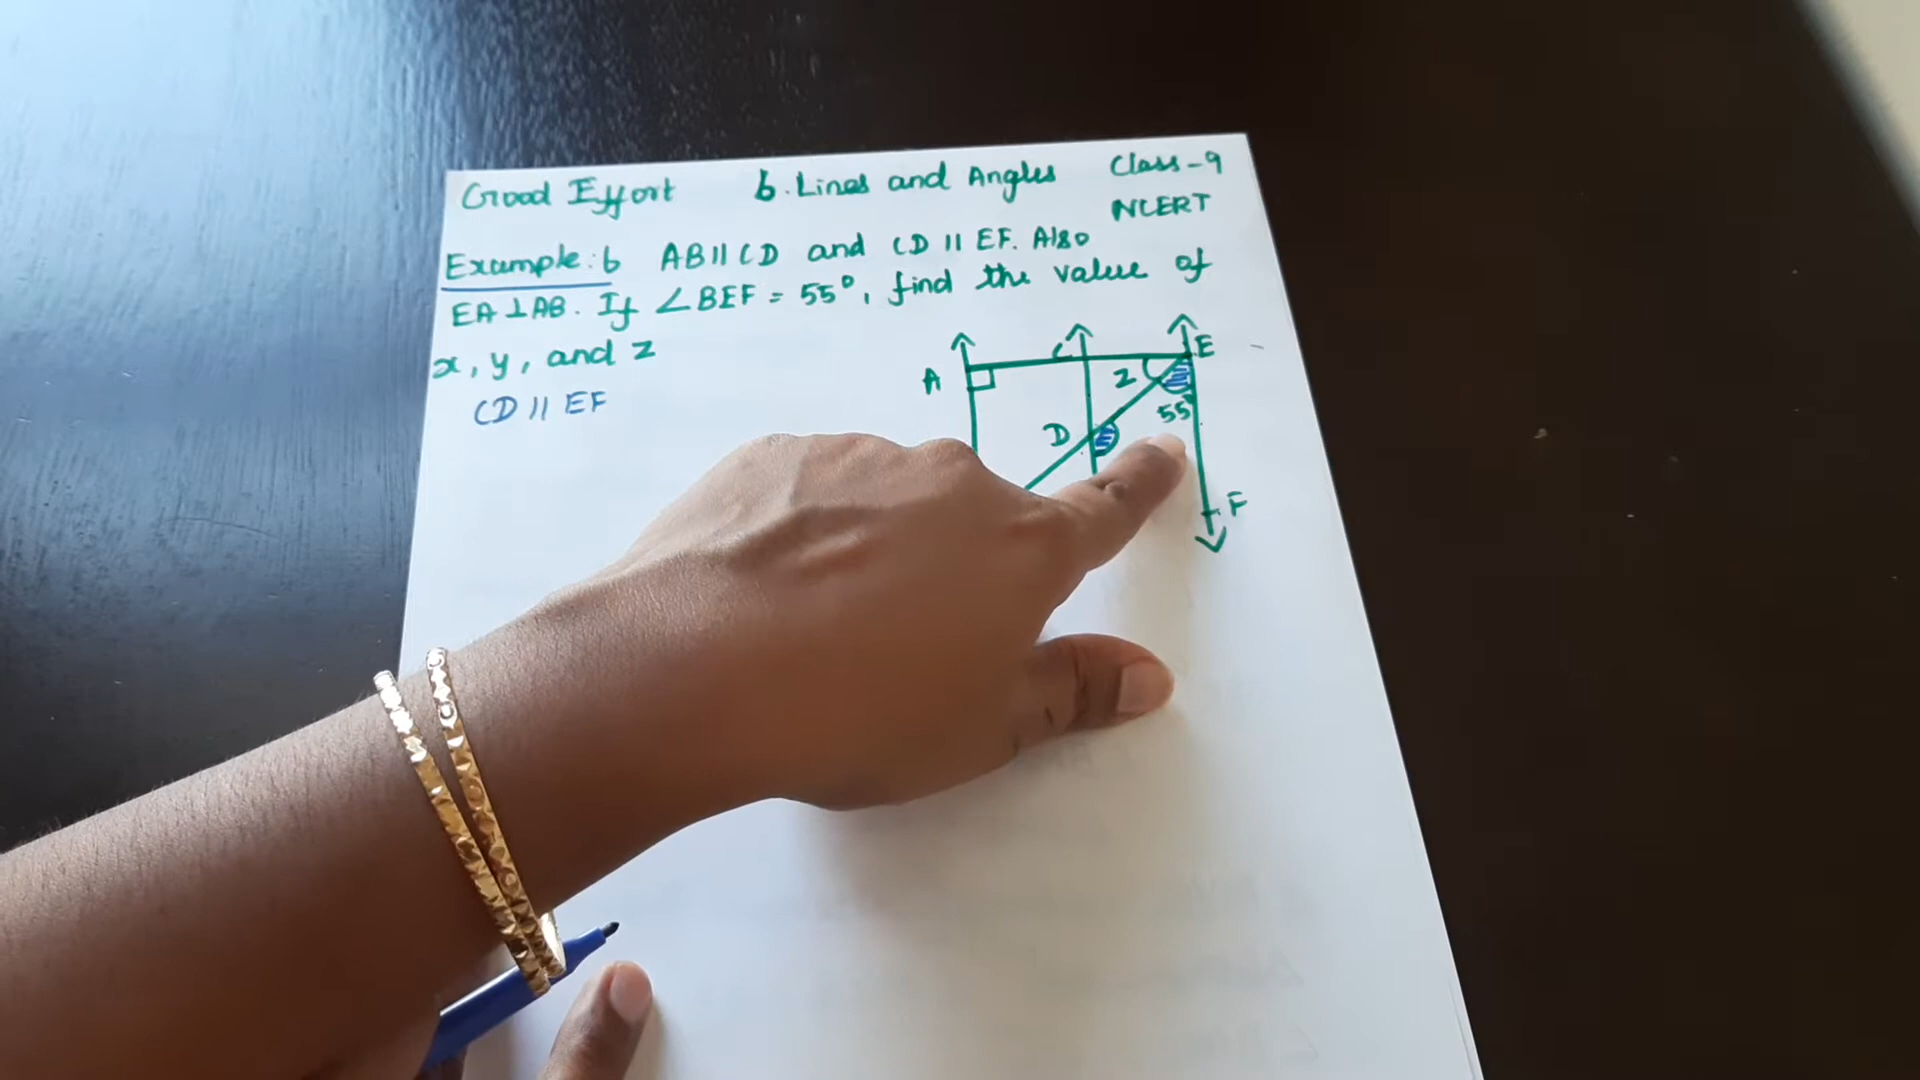 Good Effort 6. Lines and Angles Class-9
NCERT
Example: 6 AB || CD and CD || EF. Also
EA ⊥ AB. If ∠BEF = 55°, find the value of
x, y, and z
CD || EF
A
C
E
z
55°
D
F